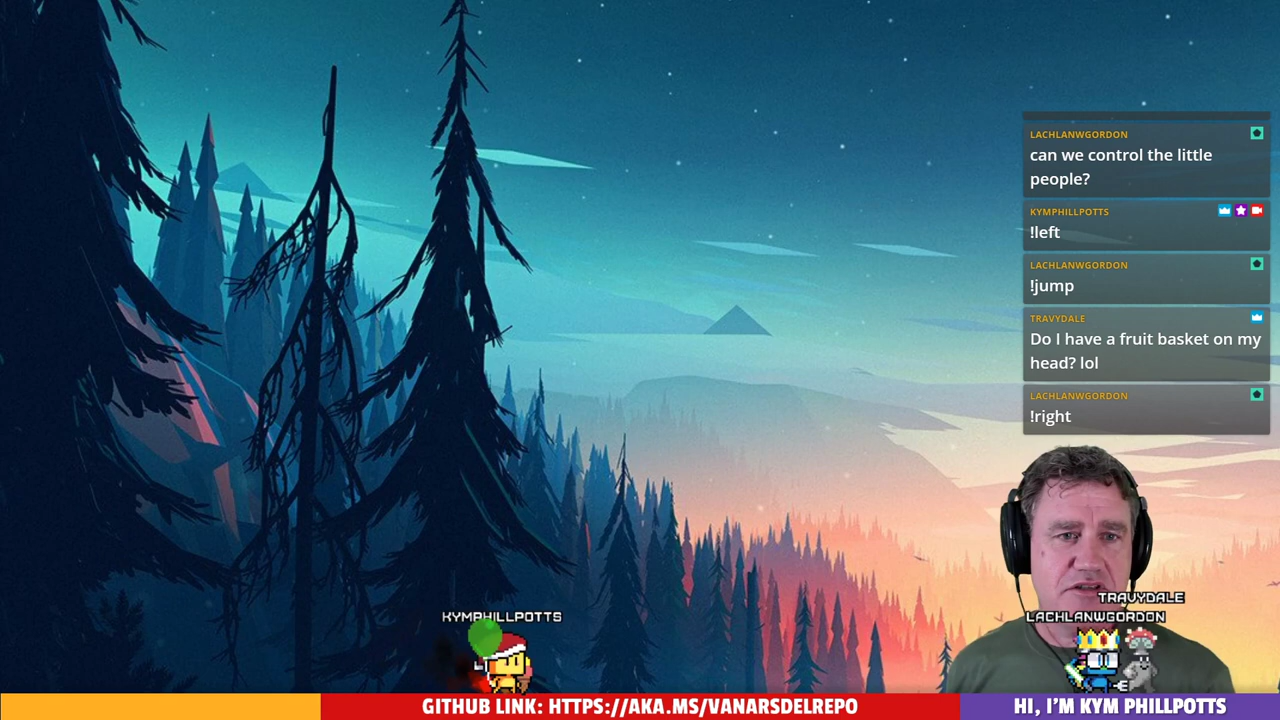 LACHLANWGORDON
can we control the little
people?
KYMPHILLPOTTS
!left
LACHLANWGORDON
!jump
TRAVYDALE
Do I have a fruit basket on my
head? lol
LACHLANWGORDON
!right
TRAVYDALE
LACHLANWGORDON
KYMPHILLPOTTS
GITHUB LINK: HTTPS://AKA.MS/VANARSDELREPO
HI, I'M KYM PHILLPOTTS